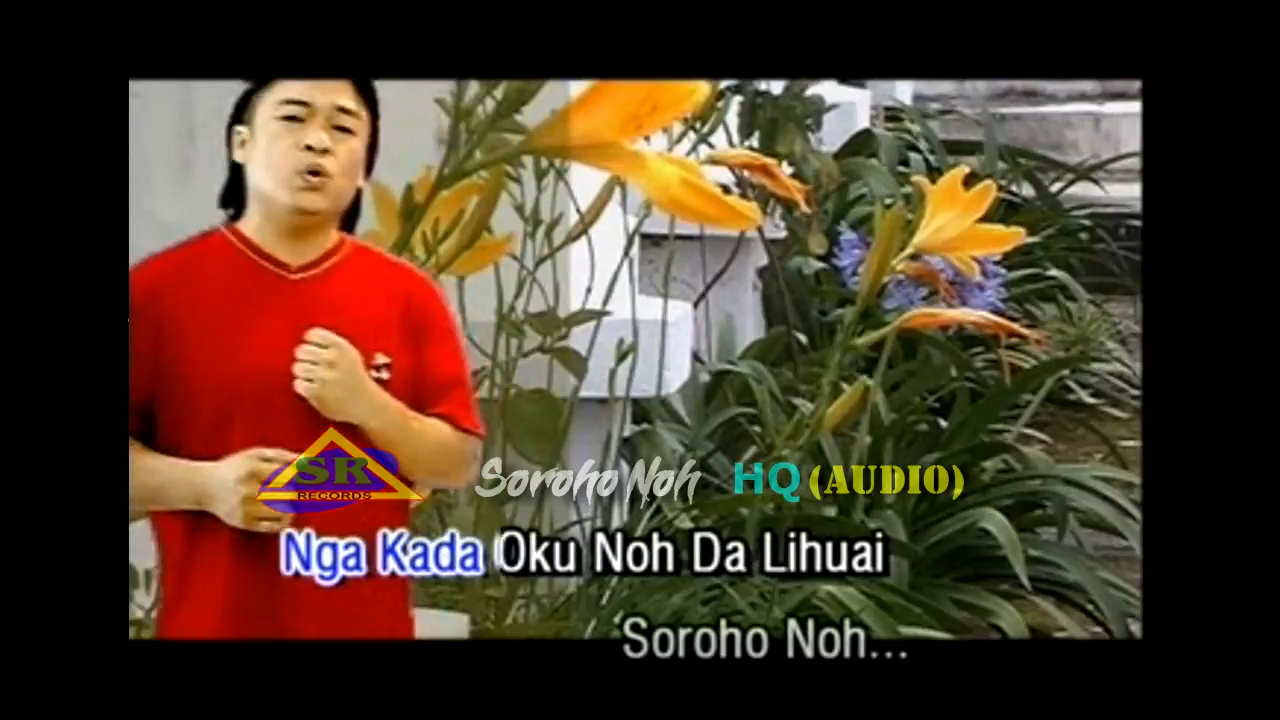 SR
RECORDS
Soroho Noh HQ (AUDIO)
Nga Kada Oku Noh Da Lihuai
Soroho Noh...